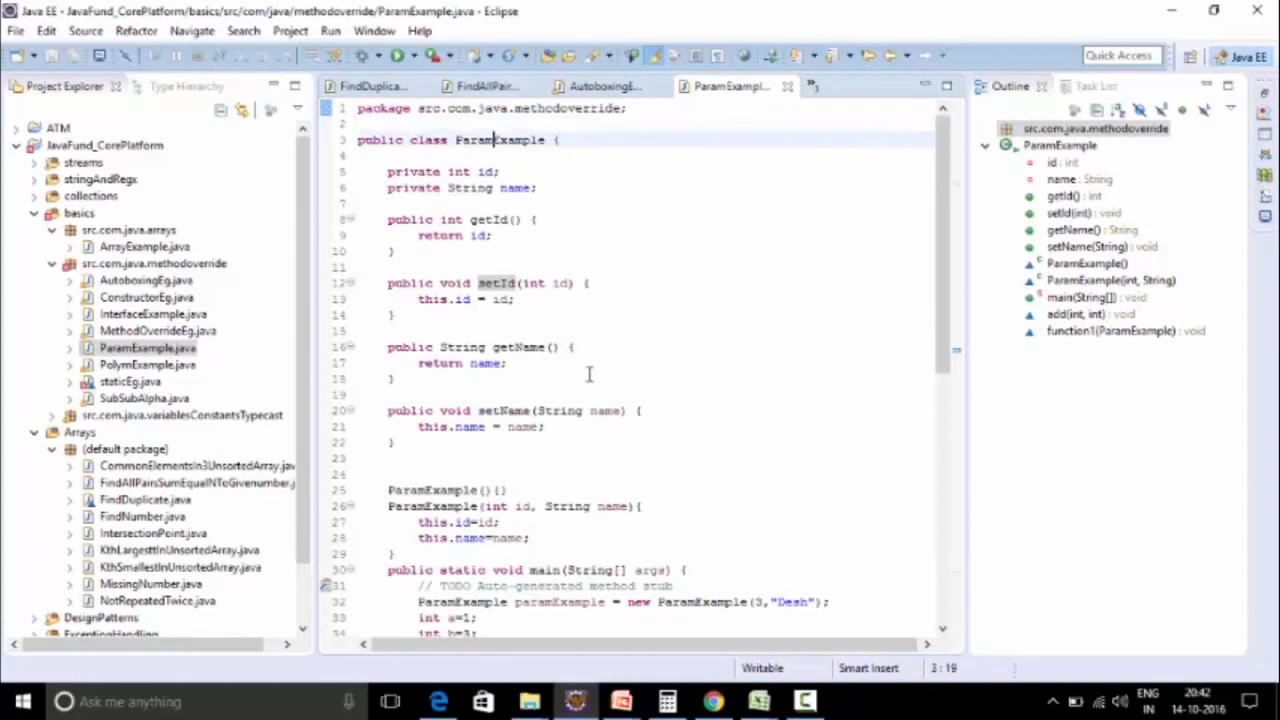 Java EE - JavaFund_CorePlatform/basics/src/com/java/methodoverride/ParamExample.java - Eclipse
File Edit Source Refactor Navigate Search Project Run Window Help
Quick Access Java EE
Project Explorer Type Hierarchy
ATM
JavaFund_CorePlatform
streams
stringAndRegx
collections
basics
src.com.java.arrays
ArrayExample.java
src.com.java.methodoverride
AutoboxingEg.java
ConstructorEg.java
InterfaceExample.java
MethodOverrideEg.java
ParamExample.java
PolymExample.java
staticEg.java
SubSubAlpha.java
src.com.java.variablesConstantsTypecast
Arrays
(default package)
CommonElementsIn3UnsortedArray.jav
FindAllPairsSumEqualNToGivenumber.
FindDuplicate.java
FindNumber.java
IntersectionPoint.java
KthLargesttInUnsortedArray.java
KthSmallestInUnsortedArray.java
MissingNumber.java
NotRepeatedTwice.java
DesignPatterns
ExceptionHandling
FindDuplica... FindAllPair... AutoboxingE... ParamExampl...
1 package src.com.java.methodoverride;
2
3 public class ParamExample {
4
5 private int id;
6 private String name;
7
8 public int getId() {
9 return id;
10 }
11
12 public void setId(int id) {
13 this.id = id;
14 }
15
16 public String getName() {
17 return name;
18 }
19
20 public void setName(String name) {
21 this.name = name;
22 }
23
24
25 ParamExample(){}
26 ParamExample(int id, String name){
27 this.id=id;
28 this.name=name;
29 }
30 public static void main(String[] args) {
31 // TODO Auto-generated method stub
32 ParamExample paramExample = new ParamExample(3,"Desh");
33 int a=1;
34 int b=3;
Outline Task List
src.com.java.methodoverride
ParamExample
id : int
name : String
getId() : int
setId(int) : void
getName() : String
setName(String) : void
ParamExample()
ParamExample(int, String)
main(String[]) : void
add(int, int) : void
function1(ParamExample) : void
Writable Smart Insert 3 : 19
Ask me anything
ENG
IN
20:42
14-10-2016